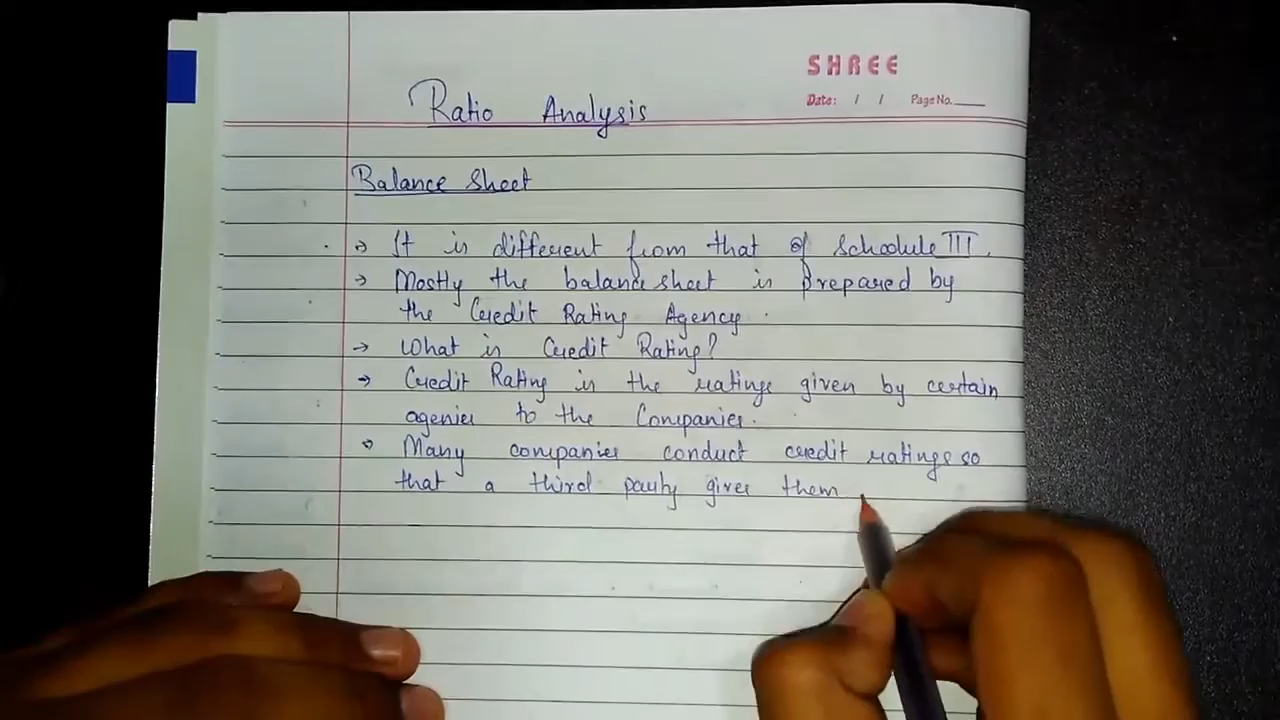 SHREE
Date: / / Page No.____
Ratio Analysis
Balance Sheet
→ It is different from that of Schedule III.
→ Mostly the balance sheet is prepared by
the Credit Rating Agency.
→ What is Credit Rating?
→ Credit Rating is the ratings given by certain
agenies to the Companies.
→ Many companies conduct credit ratings so
that a third party gives them